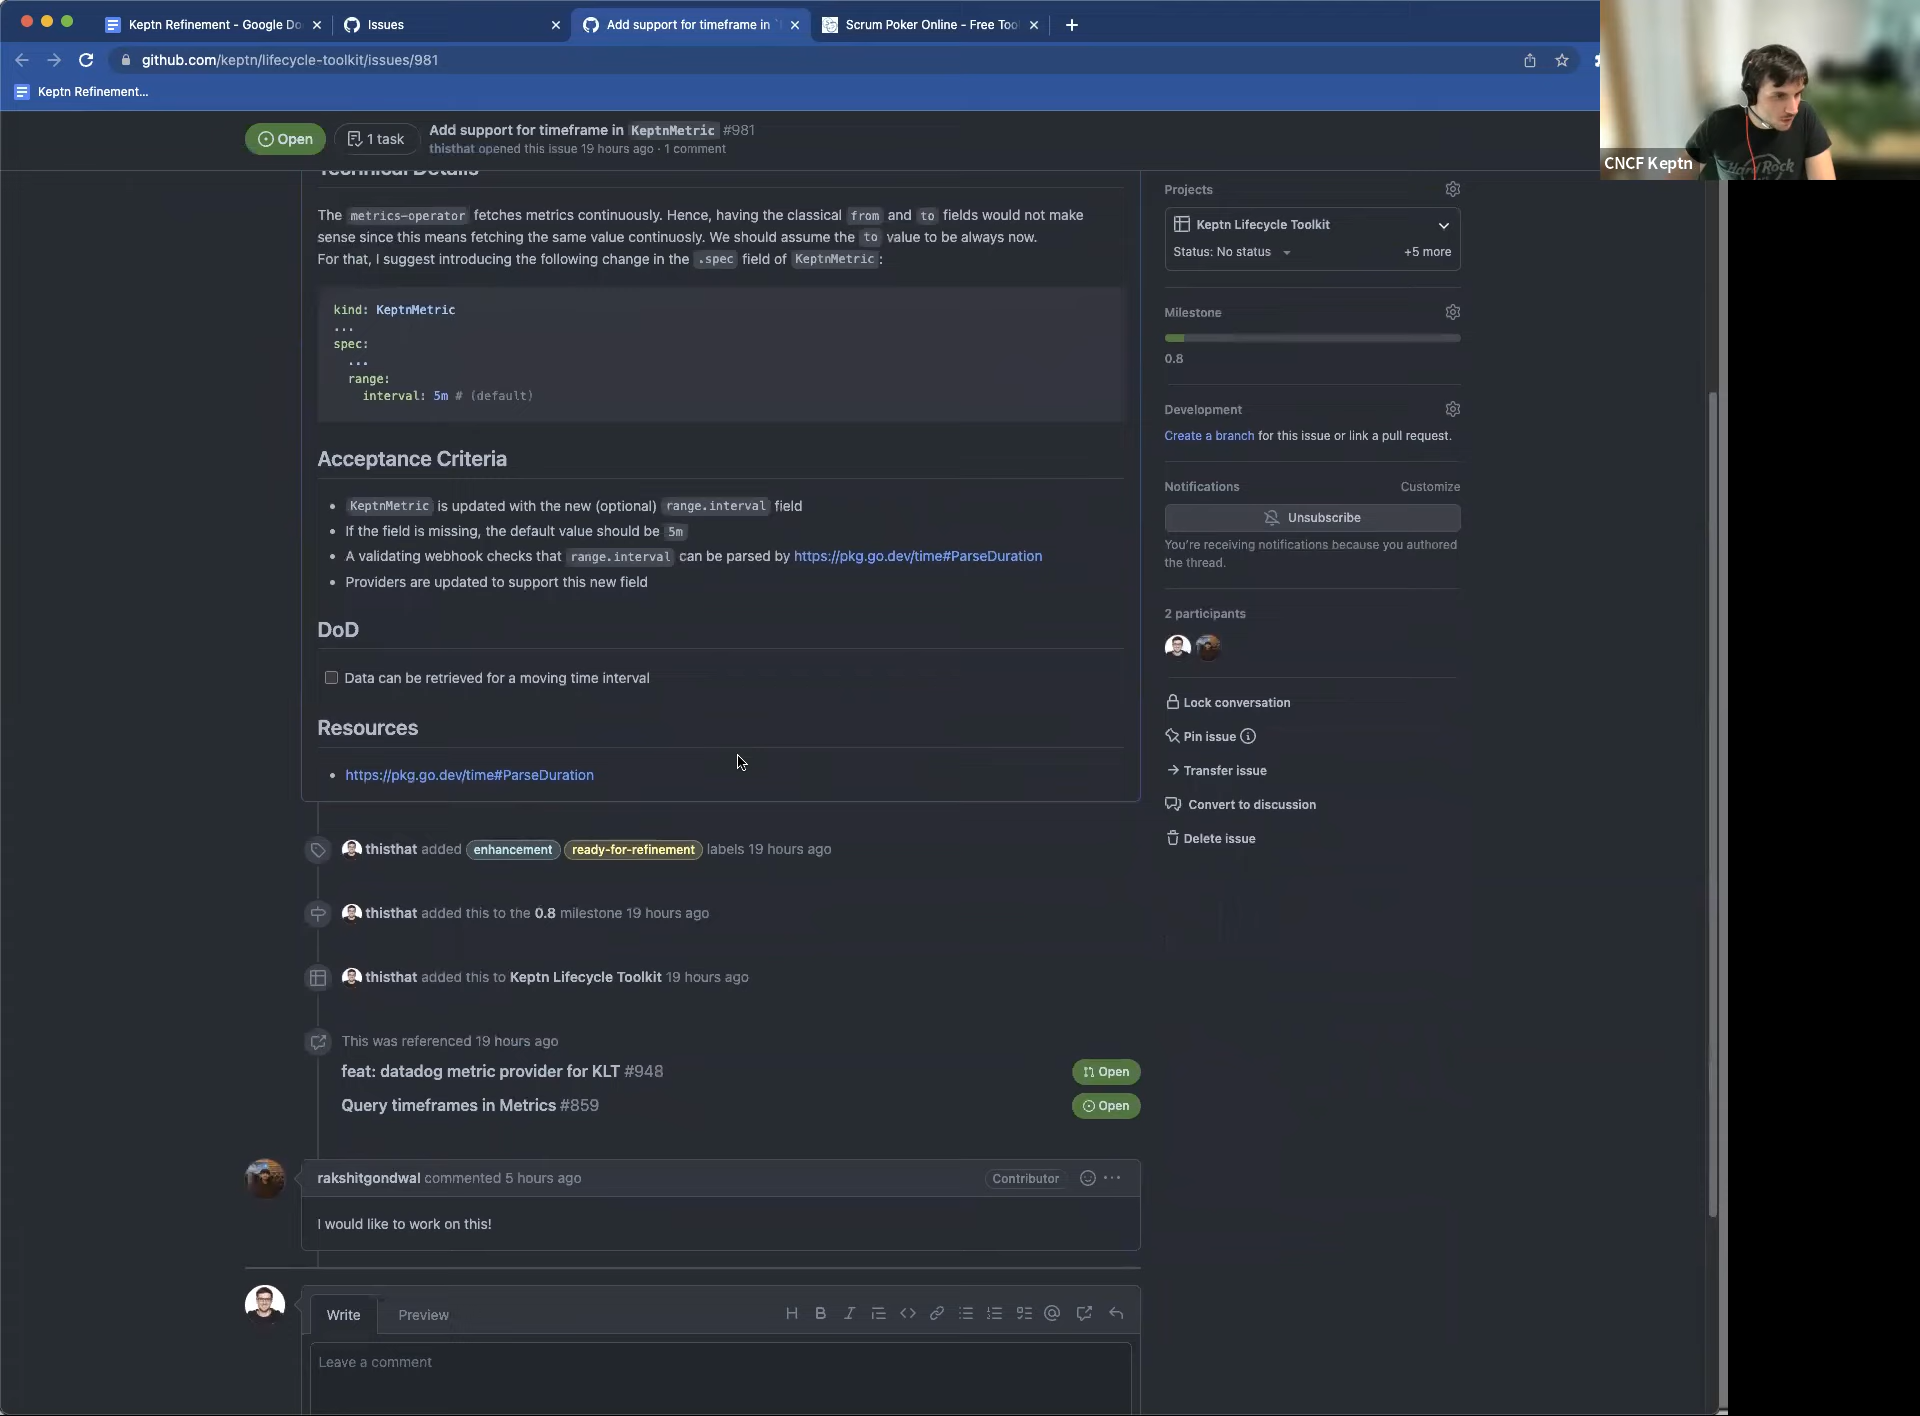 Keptn Refinement - Google Do
Issues
Add support for timeframe in `
Scrum Poker Online - Free Too
github.com/keptn/lifecycle-toolkit/issues/981
Keptn Refinement...
CNCF Keptn
Open
1 task
Add support for timeframe in KeptnMetric #981
thisthat opened this issue 19 hours ago · 1 comment
Technical Details
The metrics-operator fetches metrics continuously. Hence, having the classical from and to fields would not make
sense since this means fetching the same value continuosly. We should assume the to value to be always now.
For that, I suggest introducing the following change in the .spec field of KeptnMetric:
kind: KeptnMetric
...
spec:
...
range:
interval: 5m # (default)
Acceptance Criteria
• KeptnMetric is updated with the new (optional) range.interval field
• If the field is missing, the default value should be 5m
• A validating webhook checks that range.interval can be parsed by https://pkg.go.dev/time#ParseDuration
• Providers are updated to support this new field
DoD
Data can be retrieved for a moving time interval
Resources
• https://pkg.go.dev/time#ParseDuration
thisthat added enhancement ready-for-refinement labels 19 hours ago
thisthat added this to the 0.8 milestone 19 hours ago
thisthat added this to Keptn Lifecycle Toolkit 19 hours ago
This was referenced 19 hours ago
feat: datadog metric provider for KLT #948
Open
Query timeframes in Metrics #859
Open
rakshitgondwal commented 5 hours ago
Contributor
I would like to work on this!
Write
Preview
Leave a comment
Projects
Keptn Lifecycle Toolkit
Status: No status
+5 more
Milestone
0.8
Development
Create a branch for this issue or link a pull request.
Notifications
Customize
Unsubscribe
You're receiving notifications because you authored
the thread.
2 participants
Lock conversation
Pin issue
Transfer issue
Convert to discussion
Delete issue
Hard Rock